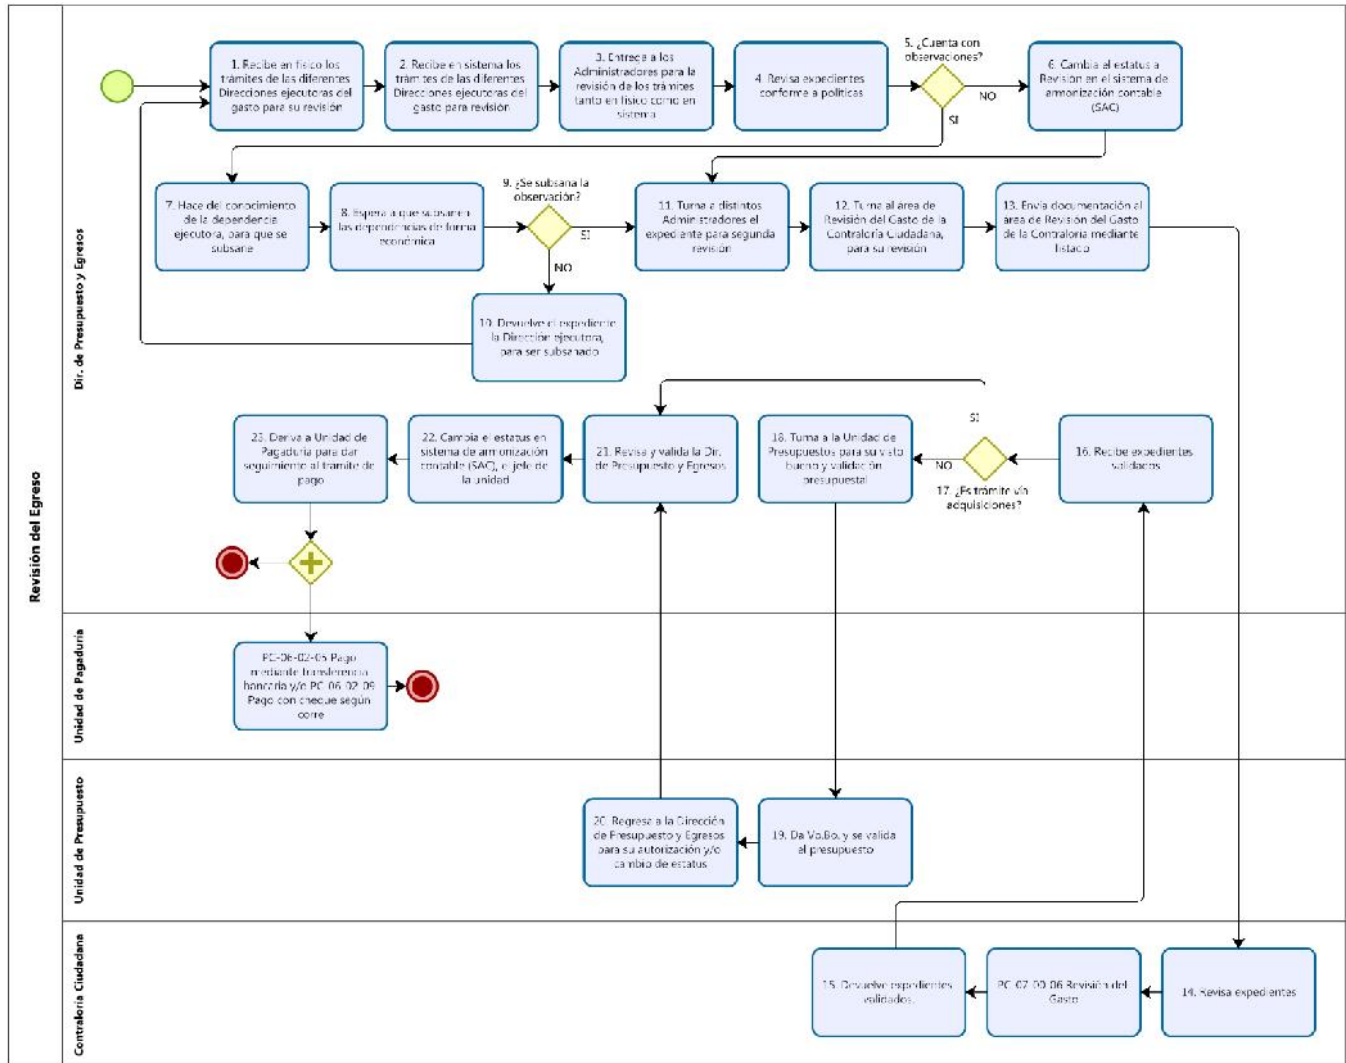 Revisión del Egreso
Dir. de Presupuesto y Egresos
1. Recibe en físico los
trámites de las diferentes
Direcciones ejecutoras del
gasto para su revisión
2. Recibe en sistema los
trámites de las diferentes
Direcciones ejecutoras del
gasto para revisión
3. Entrega a los
Administradores para la
revisión de los trámites
tanto en físico como en
sistema
4. Revisa expedientes
conforme a políticas
5. ¿Cuenta con
observaciones?
NO
SI
6. Cambia el estatus a
Revisión en el sistema de
armonización contable
(SAC)
7. Hace del conocimiento
de la dependencia
ejecutora, para que se
subsane
8. Espera a que subsanen
las dependencias de forma
económica
9. ¿Se subsana la
observación?
SI
NO
10. Devuelve el expediente
la Dirección ejecutora,
para ser subsanado
11. Turna a distintos
Administradores el
expediente para segunda
revisión
12. Turna al área de
Revisión del Gasto de la
Contraloría Ciudadana,
para su revisión
13. Envía documentación al
área de Revisión del Gasto
de la Contraloría mediante
listado
23. Deriva a Unidad de
Pagaduría para dar
seguimiento al trámite de
pago
22. Cambia el estatus en
sistema de armonización
contable (SAC), el jefe de
la unidad
21. Revisa y valida la Dir.
de Presupuesto y Egresos
18. Turna a la Unidad de
Presupuestos para su visto
bueno y validación
presupuestal
SI
NO
17. ¿Es trámite vía
adquisiciones?
16. Recibe expedientes
validados
Unidad de Pagaduría
PC-06-02-05 Pago
mediante transferencia
bancaria y/o PC-06-02-09
Pago con cheque según
corre
Unidad de Presupuesto
20. Regresa a la Dirección
de Presupuesto y Egresos
para su autorización y/o
cambio de estatus
19. Da Vo.Bo. y se valida
el presupuesto
Contraloría Ciudadana
15. Devuelve expedientes
validados.
PC-07-00-06 Revisión del
Gasto
14. Revisa expedientes